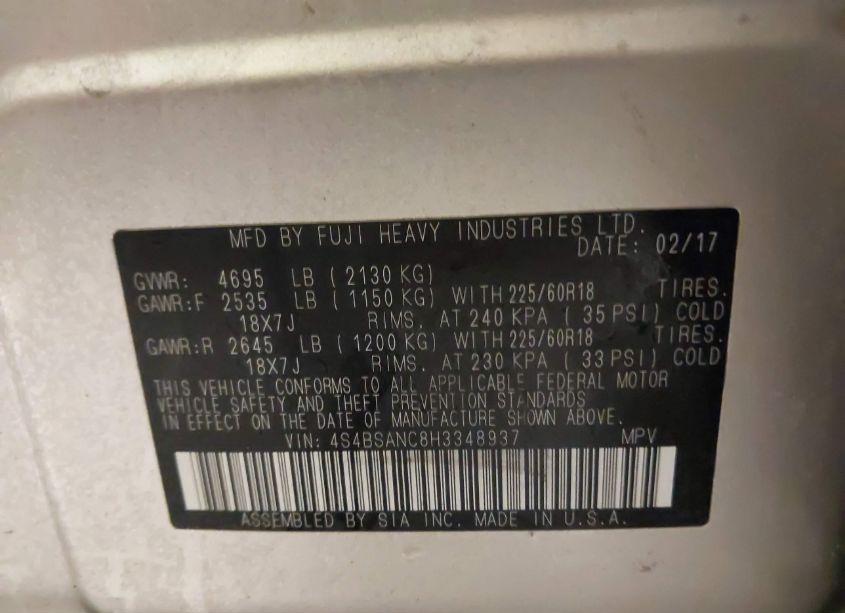 MFD BY FUJI HEAVY INDUSTRIES LTD.
DATE: 02/17
GVWR: 4695 LB ( 2130 KG)
GAWR:F 2535 LB ( 1150 KG) WITH 225/60R18 TIRES.
18X7J RIMS. AT 240 KPA ( 35 PSI) COLD
GAWR:R 2645 LB ( 1200 KG) WITH 225/60R18 TIRES.
18X7J RIMS. AT 230 KPA ( 33 PSI) COLD
THIS VEHICLE CONFORMS TO ALL APPLICABLE FEDERAL MOTOR
VEHICLE SAFETY AND THEFT PREVENTION STANDARDS
IN EFFECT ON THE DATE OF MANUFACTURE SHOWN ABOVE.
VIN: 4S4BSANC8H3348937 MPV
ASSEMBLED BY SIA INC. MADE IN U.S.A.